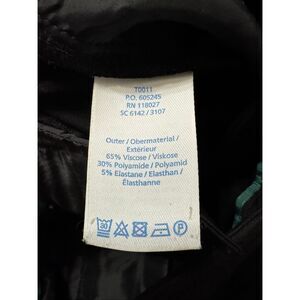 T0011
P.O. 605245
RN 118027
SC 6142 / 3107
Outer / Obermaterial /
Extérieur
65% Viscose / Viskose
30% Polyamide / Polyamid
5% Elastane / Elasthan /
Élasthanne
30
P